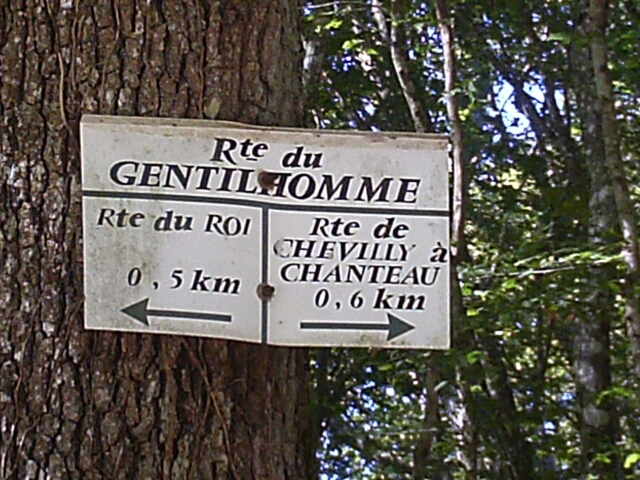 Rte du
GENTILHOMME
Rte du ROI
0,5 km
Rte de
CHEVILLY à
CHANTEAU
0,6 km